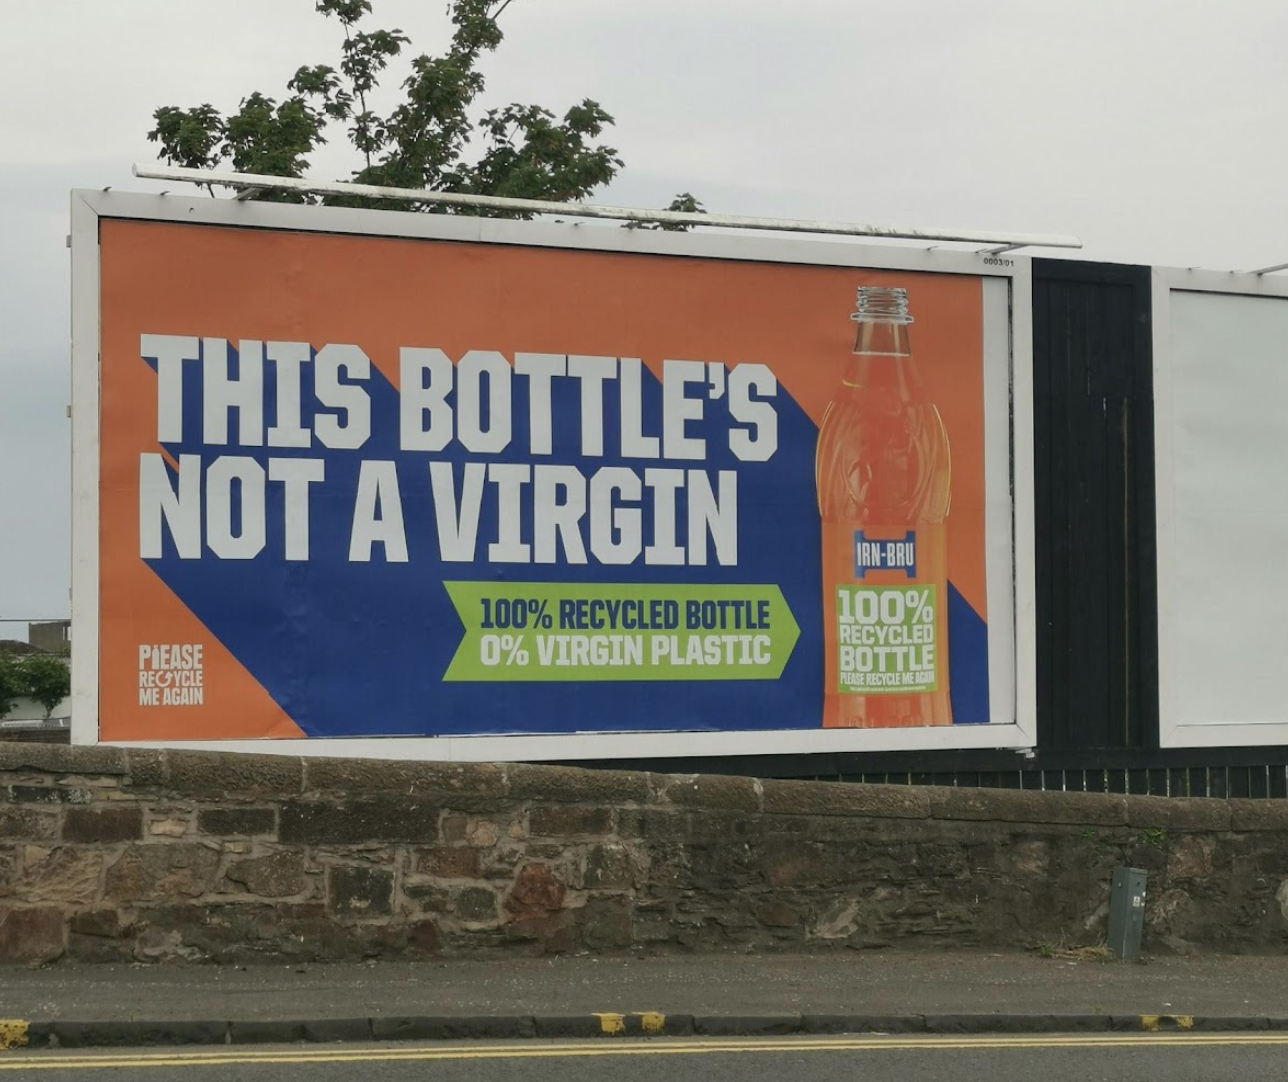 0003/01
THIS BOTTLE'S
NOT A VIRGIN
100% RECYCLED BOTTLE
0% VIRGIN PLASTIC
PLEASE
RECYCLE
ME AGAIN
IRN-BRU
100%
RECYCLED
BOTTLE
PLEASE RECYCLE ME AGAIN